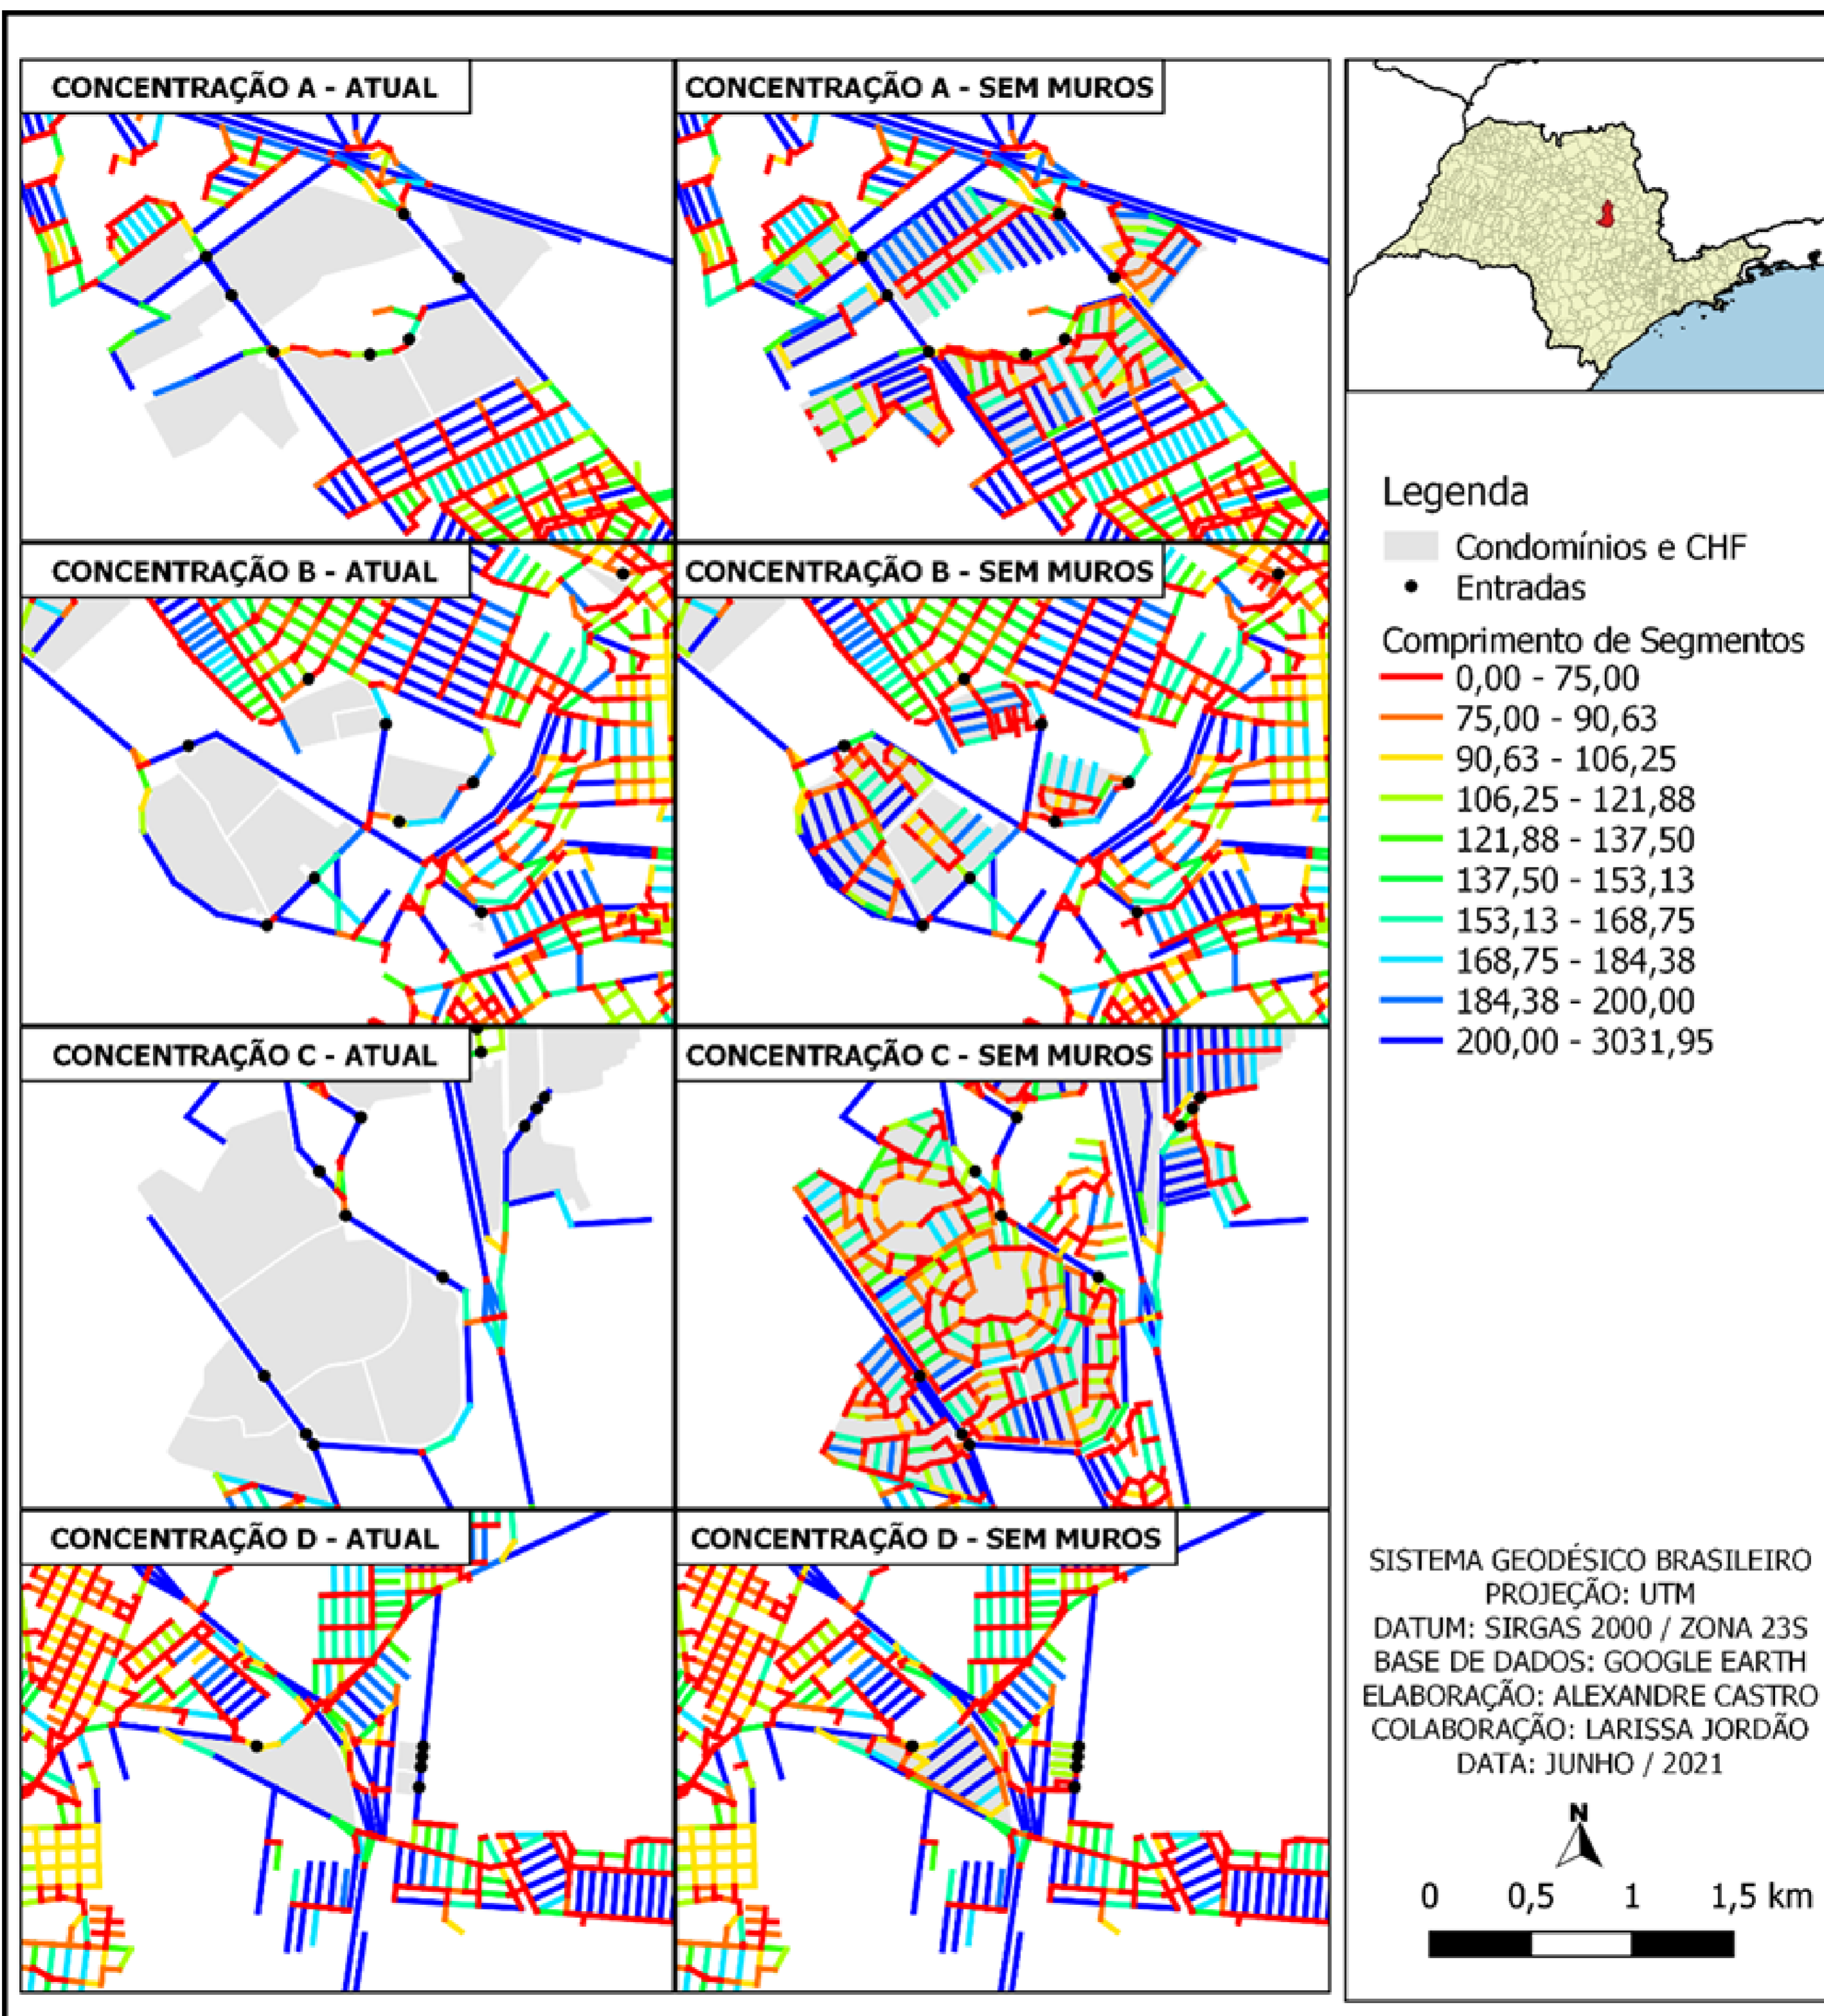 CONCENTRAÇÃO A - ATUAL
CONCENTRAÇÃO A - SEM MUROS
CONCENTRAÇÃO B - ATUAL
CONCENTRAÇÃO B - SEM MUROS
CONCENTRAÇÃO C - ATUAL
CONCENTRAÇÃO C - SEM MUROS
CONCENTRAÇÃO D - ATUAL
CONCENTRAÇÃO D - SEM MUROS
Legenda
Condomínios e CHF
Entradas
Comprimento de Segmentos
0,00 - 75,00
75,00 - 90,63
90,63 - 106,25
106,25 - 121,88
121,88 - 137,50
137,50 - 153,13
153,13 - 168,75
168,75 - 184,38
184,38 - 200,00
200,00 - 3031,95
SISTEMA GEODÉSICO BRASILEIRO
PROJEÇÃO: UTM
DATUM: SIRGAS 2000 / ZONA 23S
BASE DE DADOS: GOOGLE EARTH
ELABORAÇÃO: ALEXANDRE CASTRO
COLABORAÇÃO: LARISSA JORDÃO
DATA: JUNHO / 2021
N
0 0,5 1 1,5 km